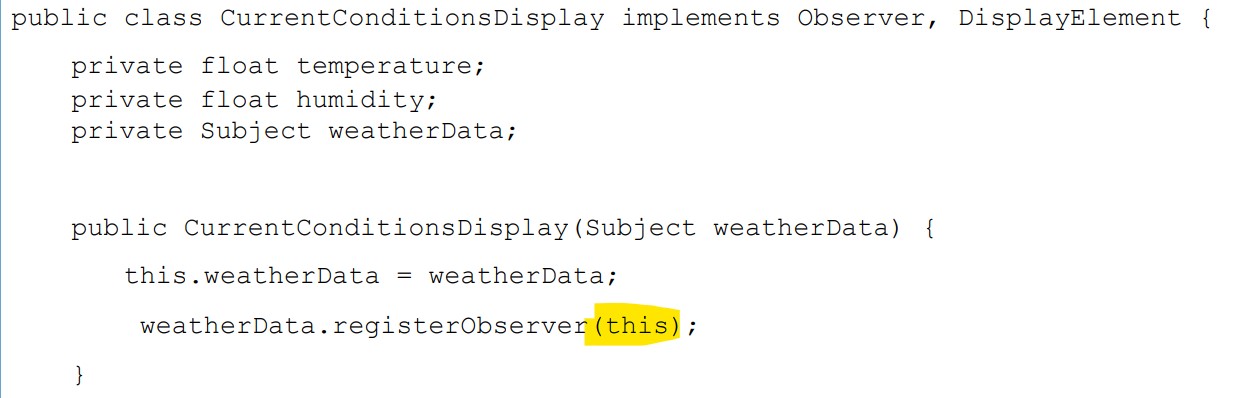 public class CurrentConditionsDisplay implements Observer, DisplayElement {
private float temperature;
private float humidity;
private Subject weatherData;
public CurrentConditionsDisplay(Subject weatherData) {
this.weatherData = weatherData;
weatherData.registerObserver(this);
}